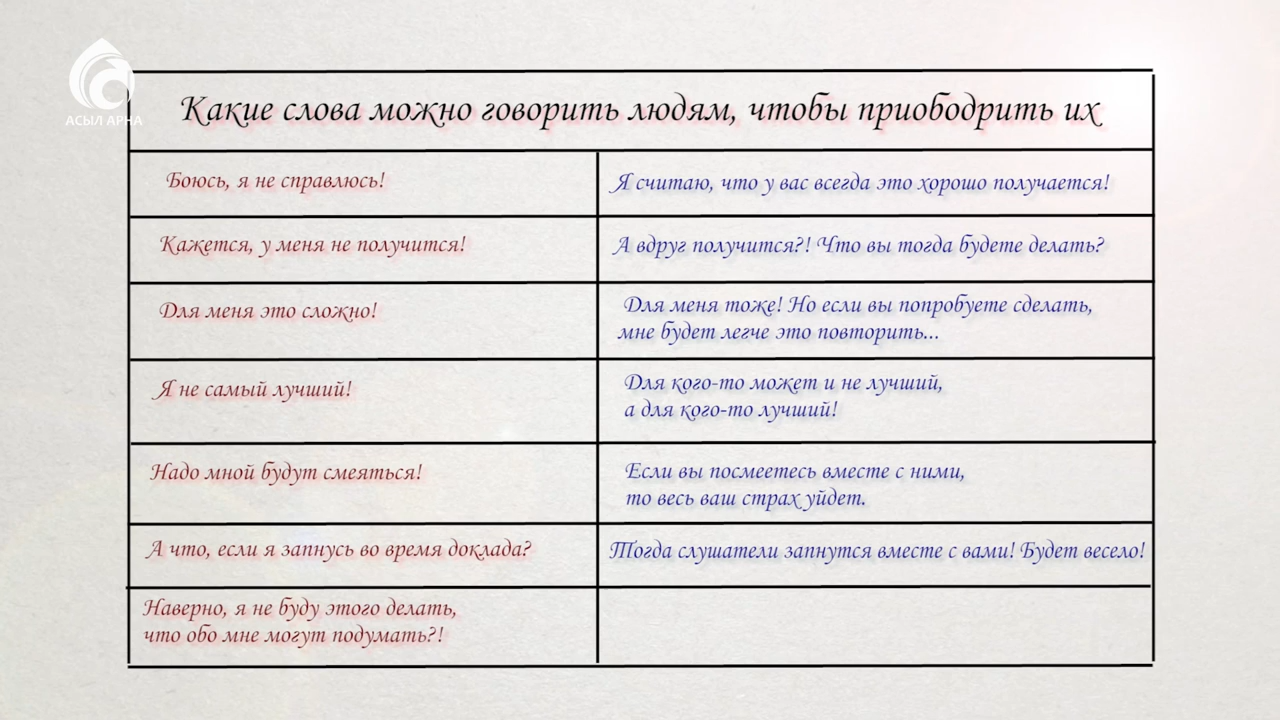 АСЫЛ АРНА
Какие слова можно говорить людям, чтобы приободрить их
Боюсь, я не справлюсь!
Я считаю, что у вас всегда это хорошо получается!
Кажется, у меня не получится!
А вдруг получится?! Что вы тогда будете делать?
Для меня это сложно!
Для меня тоже! Но если вы попробуете сделать,
мне будет легче это повторить...
Я не самый лучший!
Для кого-то может и не лучший,
а для кого-то лучший!
Надо мной будут смеяться!
Если вы посмеетесь вместе с ними,
то весь ваш страх уйдет.
А что, если я запнусь во время доклада?
Тогда слушатели запнутся вместе с вами! Будет весело!
Наверно, я не буду этого делать,
что обо мне могут подумать?!